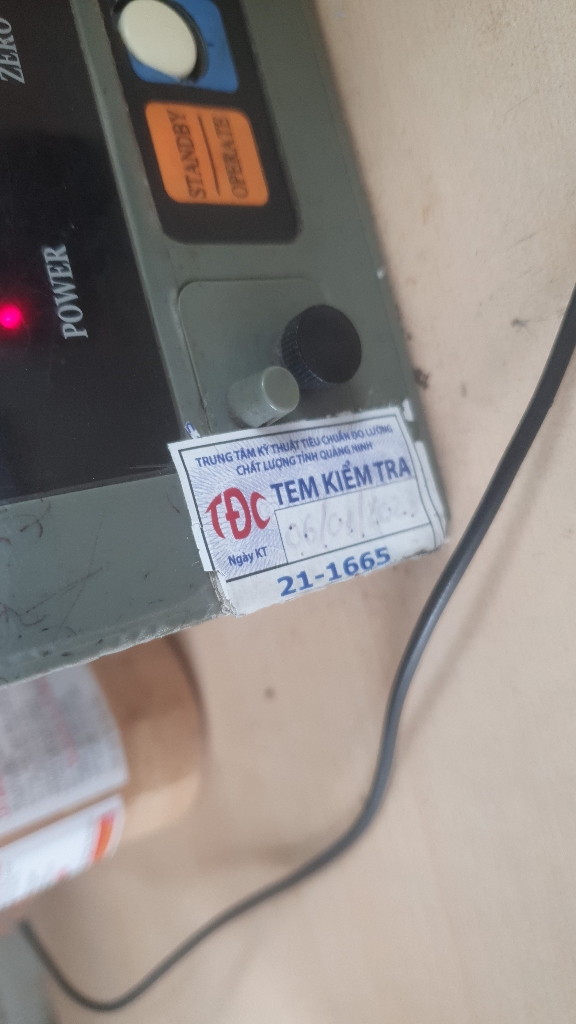 ZERO
STANDBY
OPERATE
POWER
TRUNG TÂM KỸ THUẬT TIÊU CHUẨN ĐO LƯỜNG
CHẤT LƯỢNG TỈNH QUẢNG NINH
TĐC
TEM KIỂM TRA
Ngày KT
21-1665